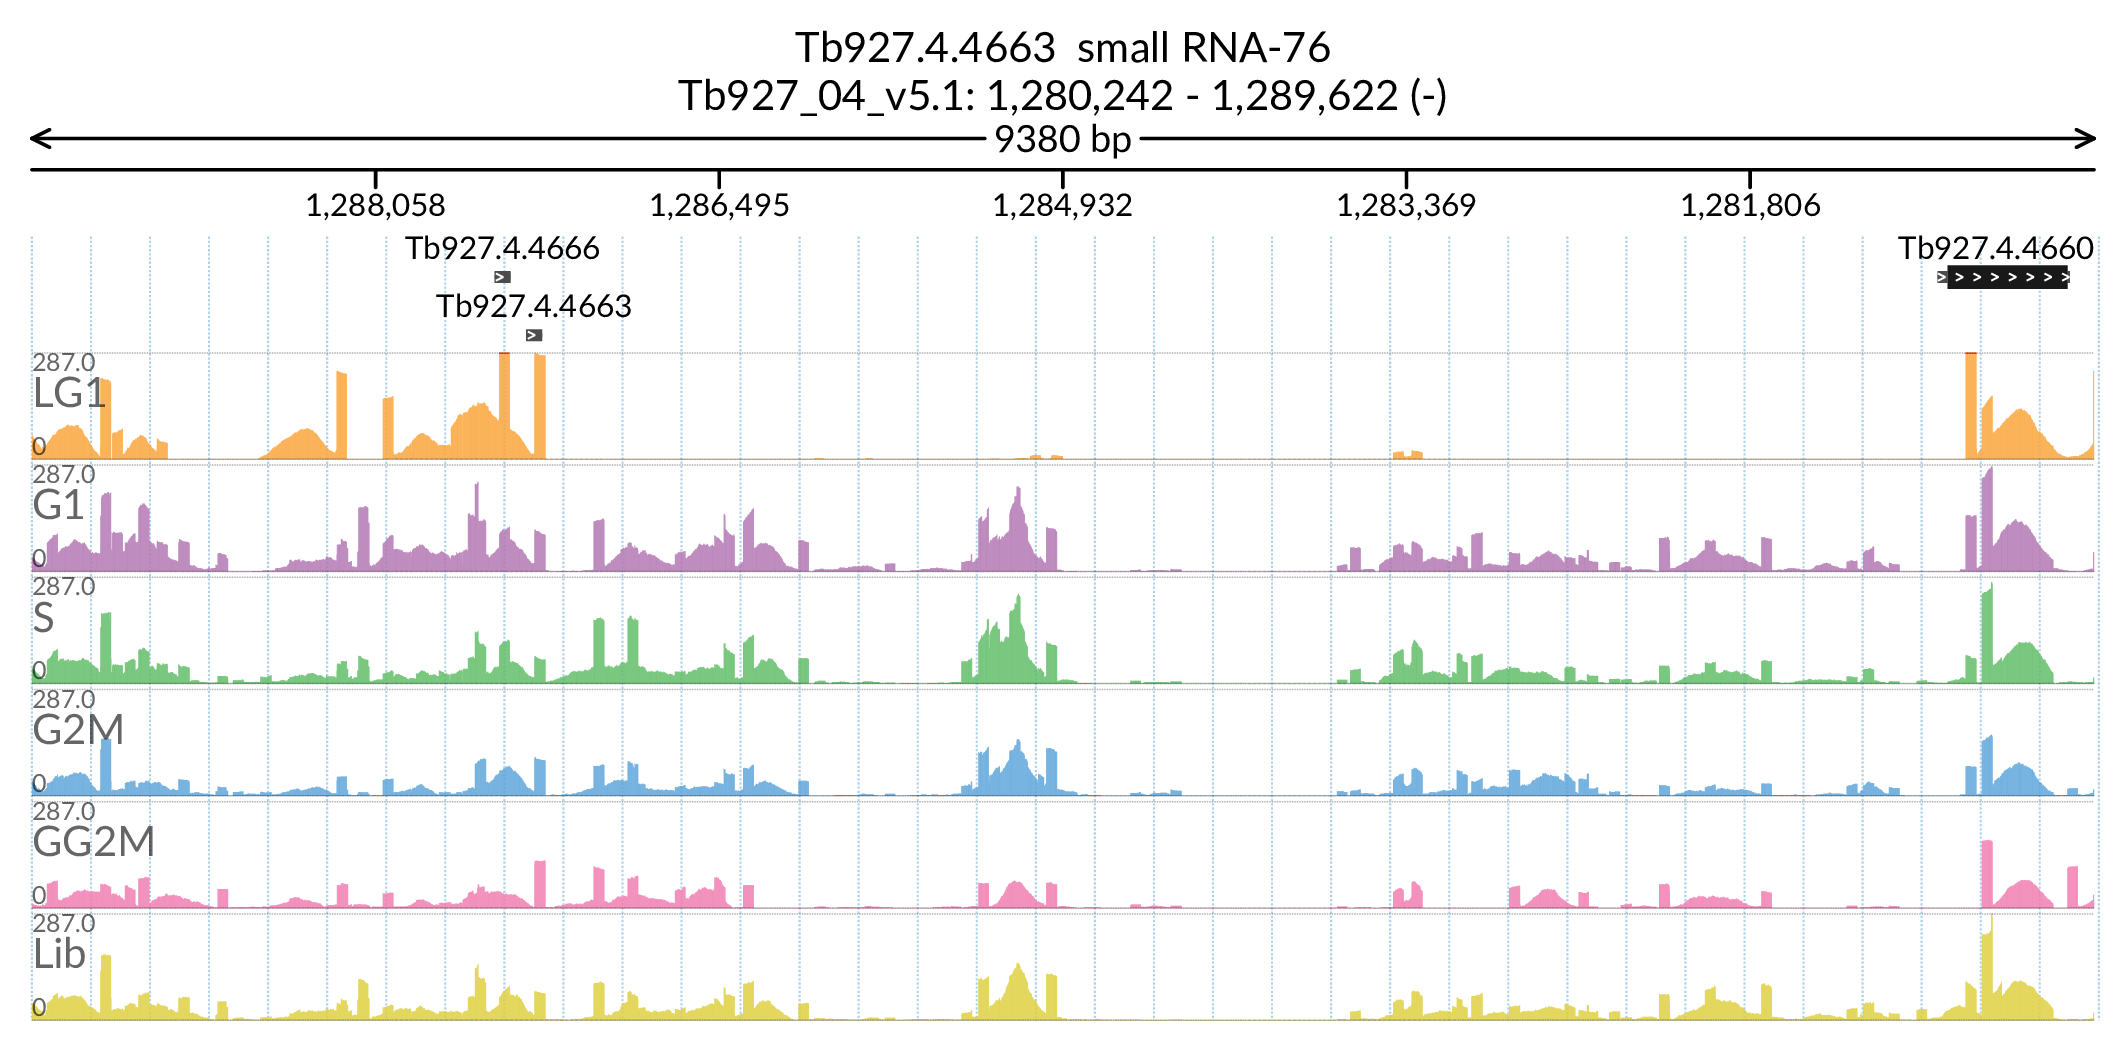 Tb927.4.4663  small RNA-76
Tb927_04_v5.1: 1,280,242 - 1,289,622 (-)
9380 bp
1,288,058 1,286,495 1,284,932 1,283,369 1,281,806
Tb927.4.4666 Tb927.4.4660
Tb927.4.4663
287.0
LG1
0
287.0
G1
0
287.0
S
0
287.0
G2M
0
287.0
GG2M
0
287.0
Lib
0